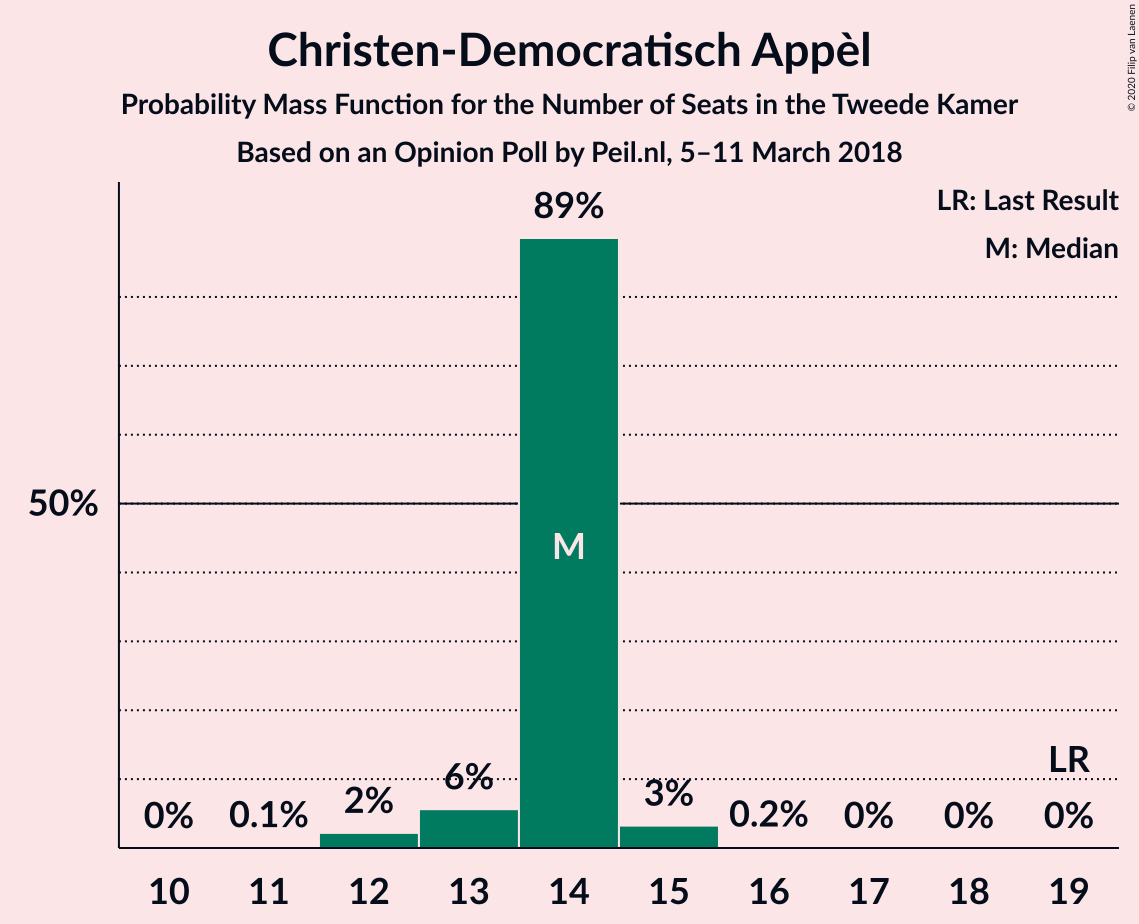 Christen-Democratisch Appèl
Probability Mass Function for the Number of Seats in the Tweede Kamer
Based on an Opinion Poll by Peil.nl, 5–11 March 2018
© 2020 Filip van Laenen
LR: Last Result
M: Median
89%
50%
M
LR
0% 0.1% 2% 6% 3% 0.2% 0% 0% 0%
10 11 12 13 14 15 16 17 18 19